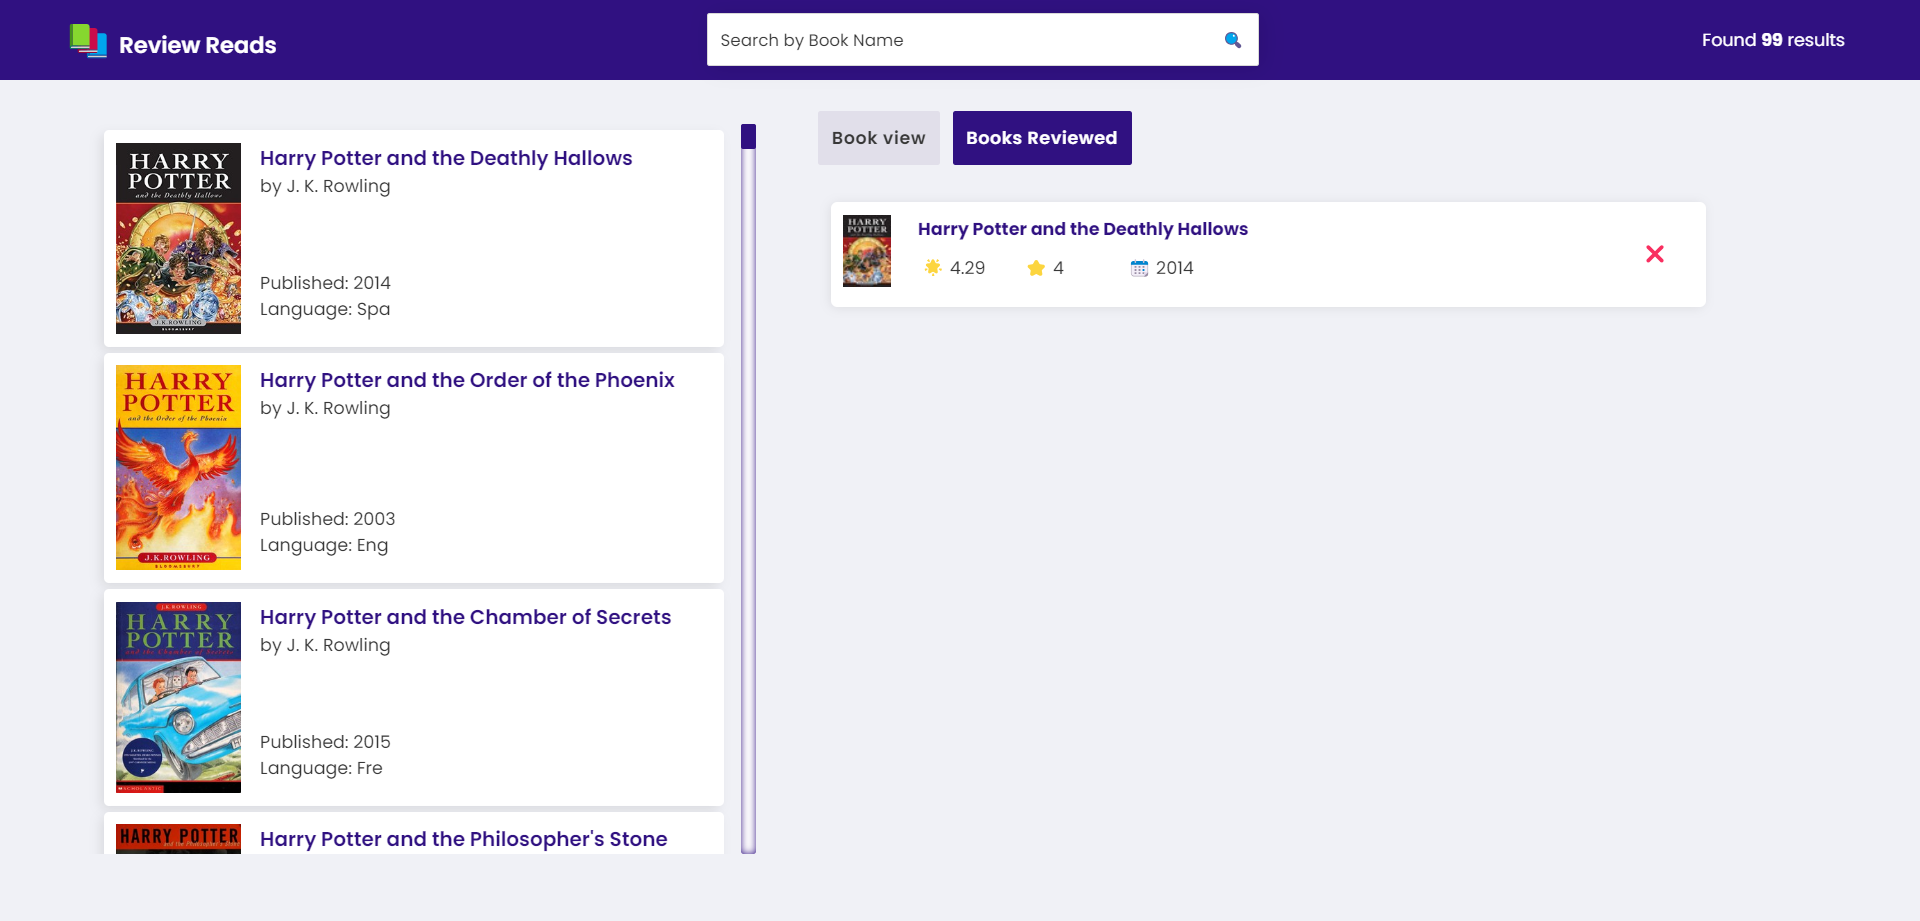 Review Reads
Search by Book Name
Found 99 results
HARRY
POTTER
and the Deathly Hallows
J.K.ROWLING
BLOOMSBURY
Harry Potter and the Deathly Hallows
by J. K. Rowling
Published: 2014
Language: Spa
HARRY
POTTER
and the Order of the Phoenix
J.K.ROWLING
BLOOMSBURY
Harry Potter and the Order of the Phoenix
by J. K. Rowling
Published: 2003
Language: Eng
J.K.ROWLING
HARRY
POTTER
and the Chamber of Secrets
SCHOLASTIC
Harry Potter and the Chamber of Secrets
by J. K. Rowling
Published: 2015
Language: Fre
HARRY POTTER
Harry Potter and the Philosopher's Stone
Book view
Books Reviewed
HARRY
POTTER
Harry Potter and the Deathly Hallows
4.29
4
2014